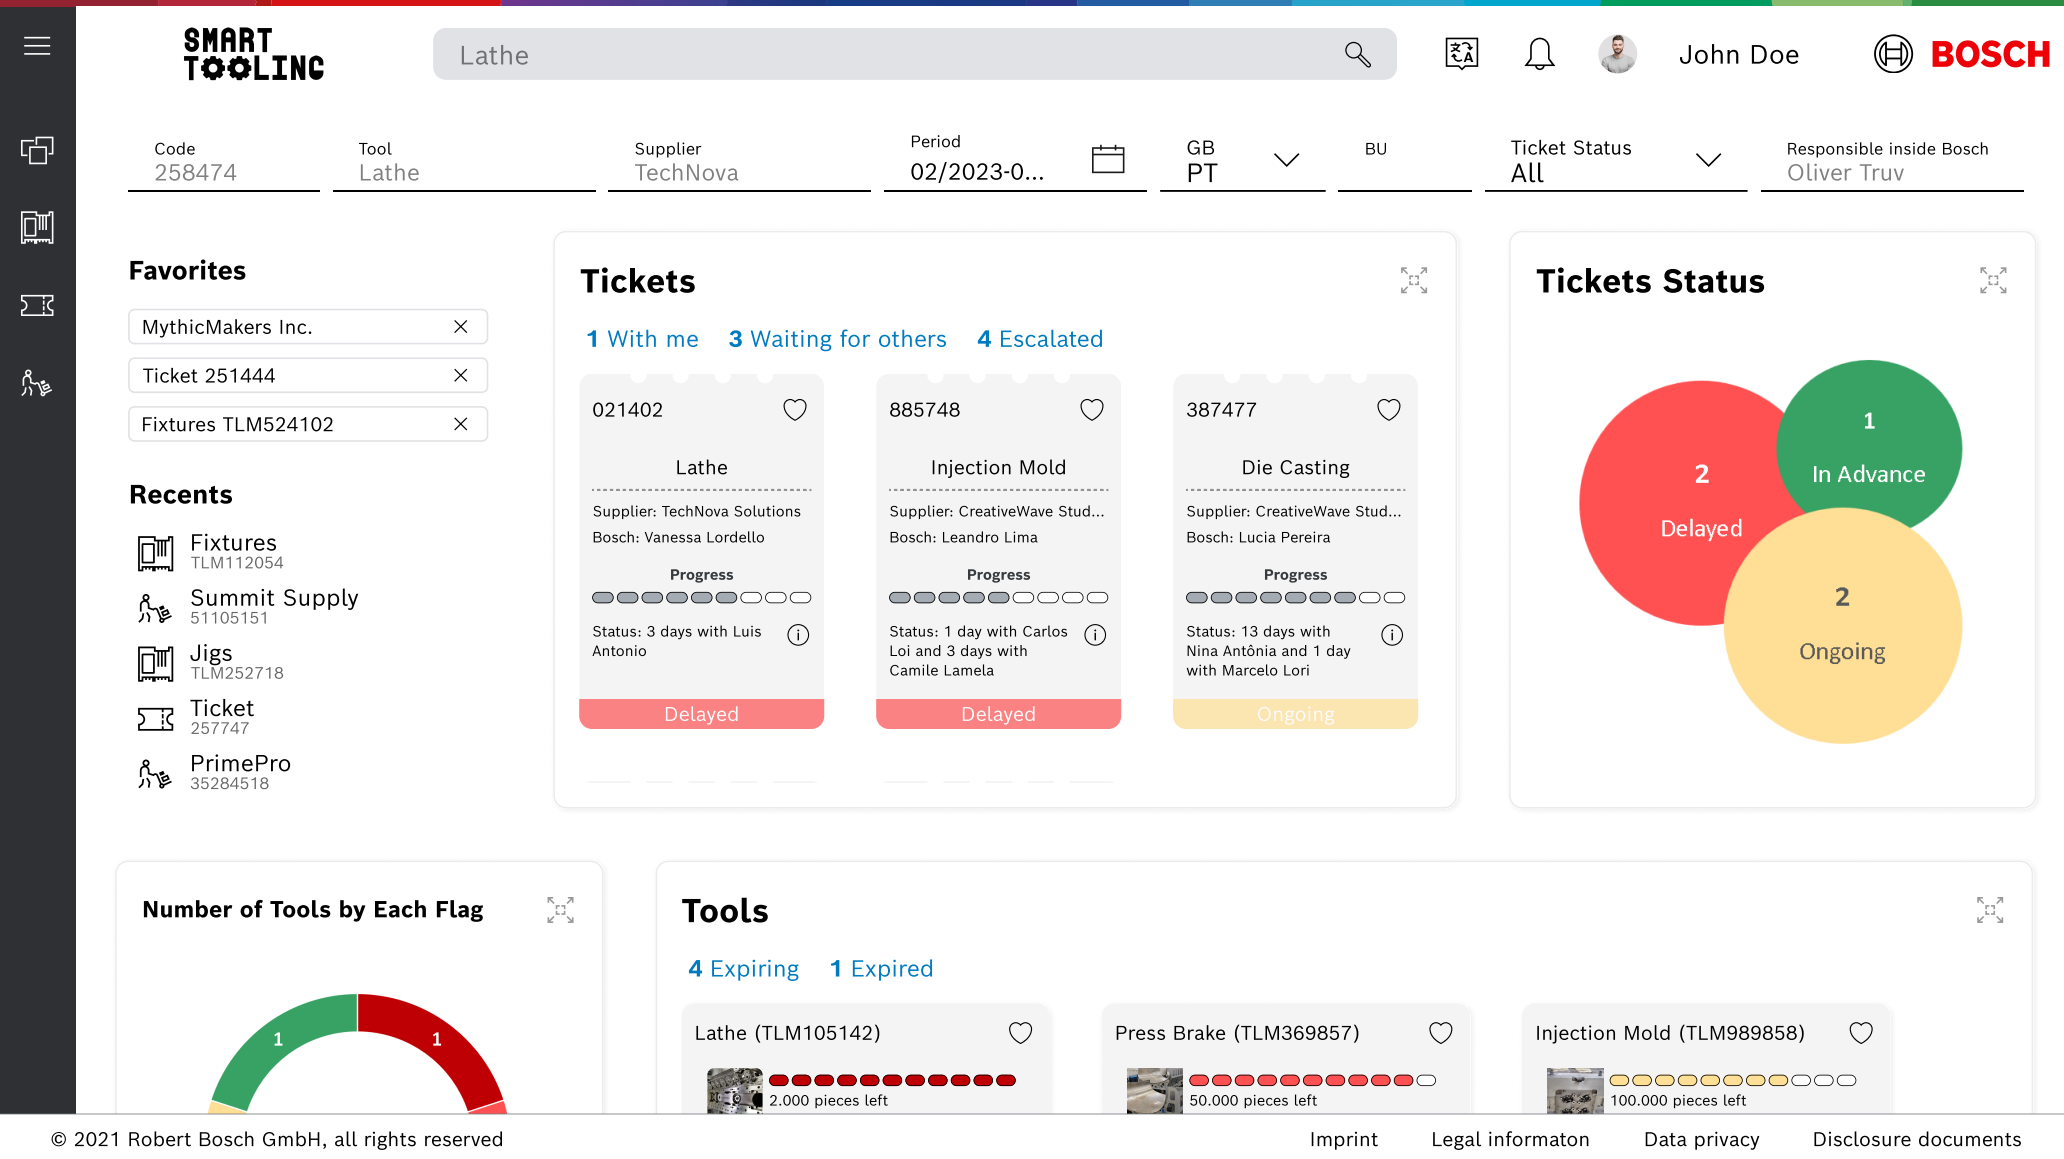 SMART
TOOLING
Lathe
John Doe
BOSCH
Code
258474
Tool
Lathe
Supplier
TechNova
Period
02/2023-0...
GB
PT
BU
Ticket Status
All
Responsible inside Bosch
Oliver Truv
Favorites
MythicMakers Inc.
Ticket 251444
Fixtures TLM524102
Recents
Fixtures
TLM112054
Summit Supply
51105151
Jigs
TLM252718
Ticket
257747
PrimePro
35284518
Tickets
1 With me
3 Waiting for others
4 Escalated
021402
Lathe
Supplier: TechNova Solutions
Bosch: Vanessa Lordello
Progress
Status: 3 days with Luis
Antonio
Delayed
885748
Injection Mold
Supplier: CreativeWave Stud...
Bosch: Leandro Lima
Progress
Status: 1 day with Carlos
Loi and 3 days with
Camile Lamela
Delayed
387477
Die Casting
Supplier: CreativeWave Stud...
Bosch: Lucia Pereira
Progress
Status: 13 days with
Nina Antônia and 1 day
with Marcelo Lori
Ongoing
Tickets Status
2
Delayed
1
In Advance
2
Ongoing
Number of Tools by Each Flag
1
1
Tools
4 Expiring
1 Expired
Lathe (TLM105142)
2.000 pieces left
Press Brake (TLM369857)
50.000 pieces left
Injection Mold (TLM989858)
100.000 pieces left
© 2021 Robert Bosch GmbH, all rights reserved
Imprint
Legal informaton
Data privacy
Disclosure documents